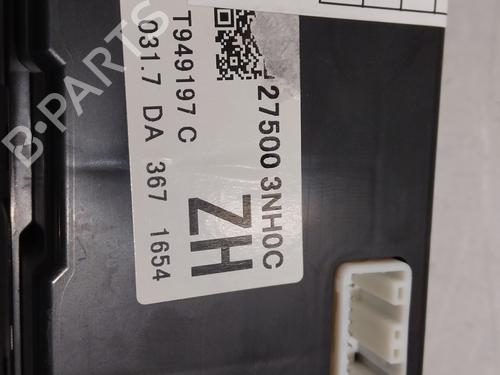 27500 3NH0C
ZH
T949197 C
031.7 DA 367 1654
B-PARTS